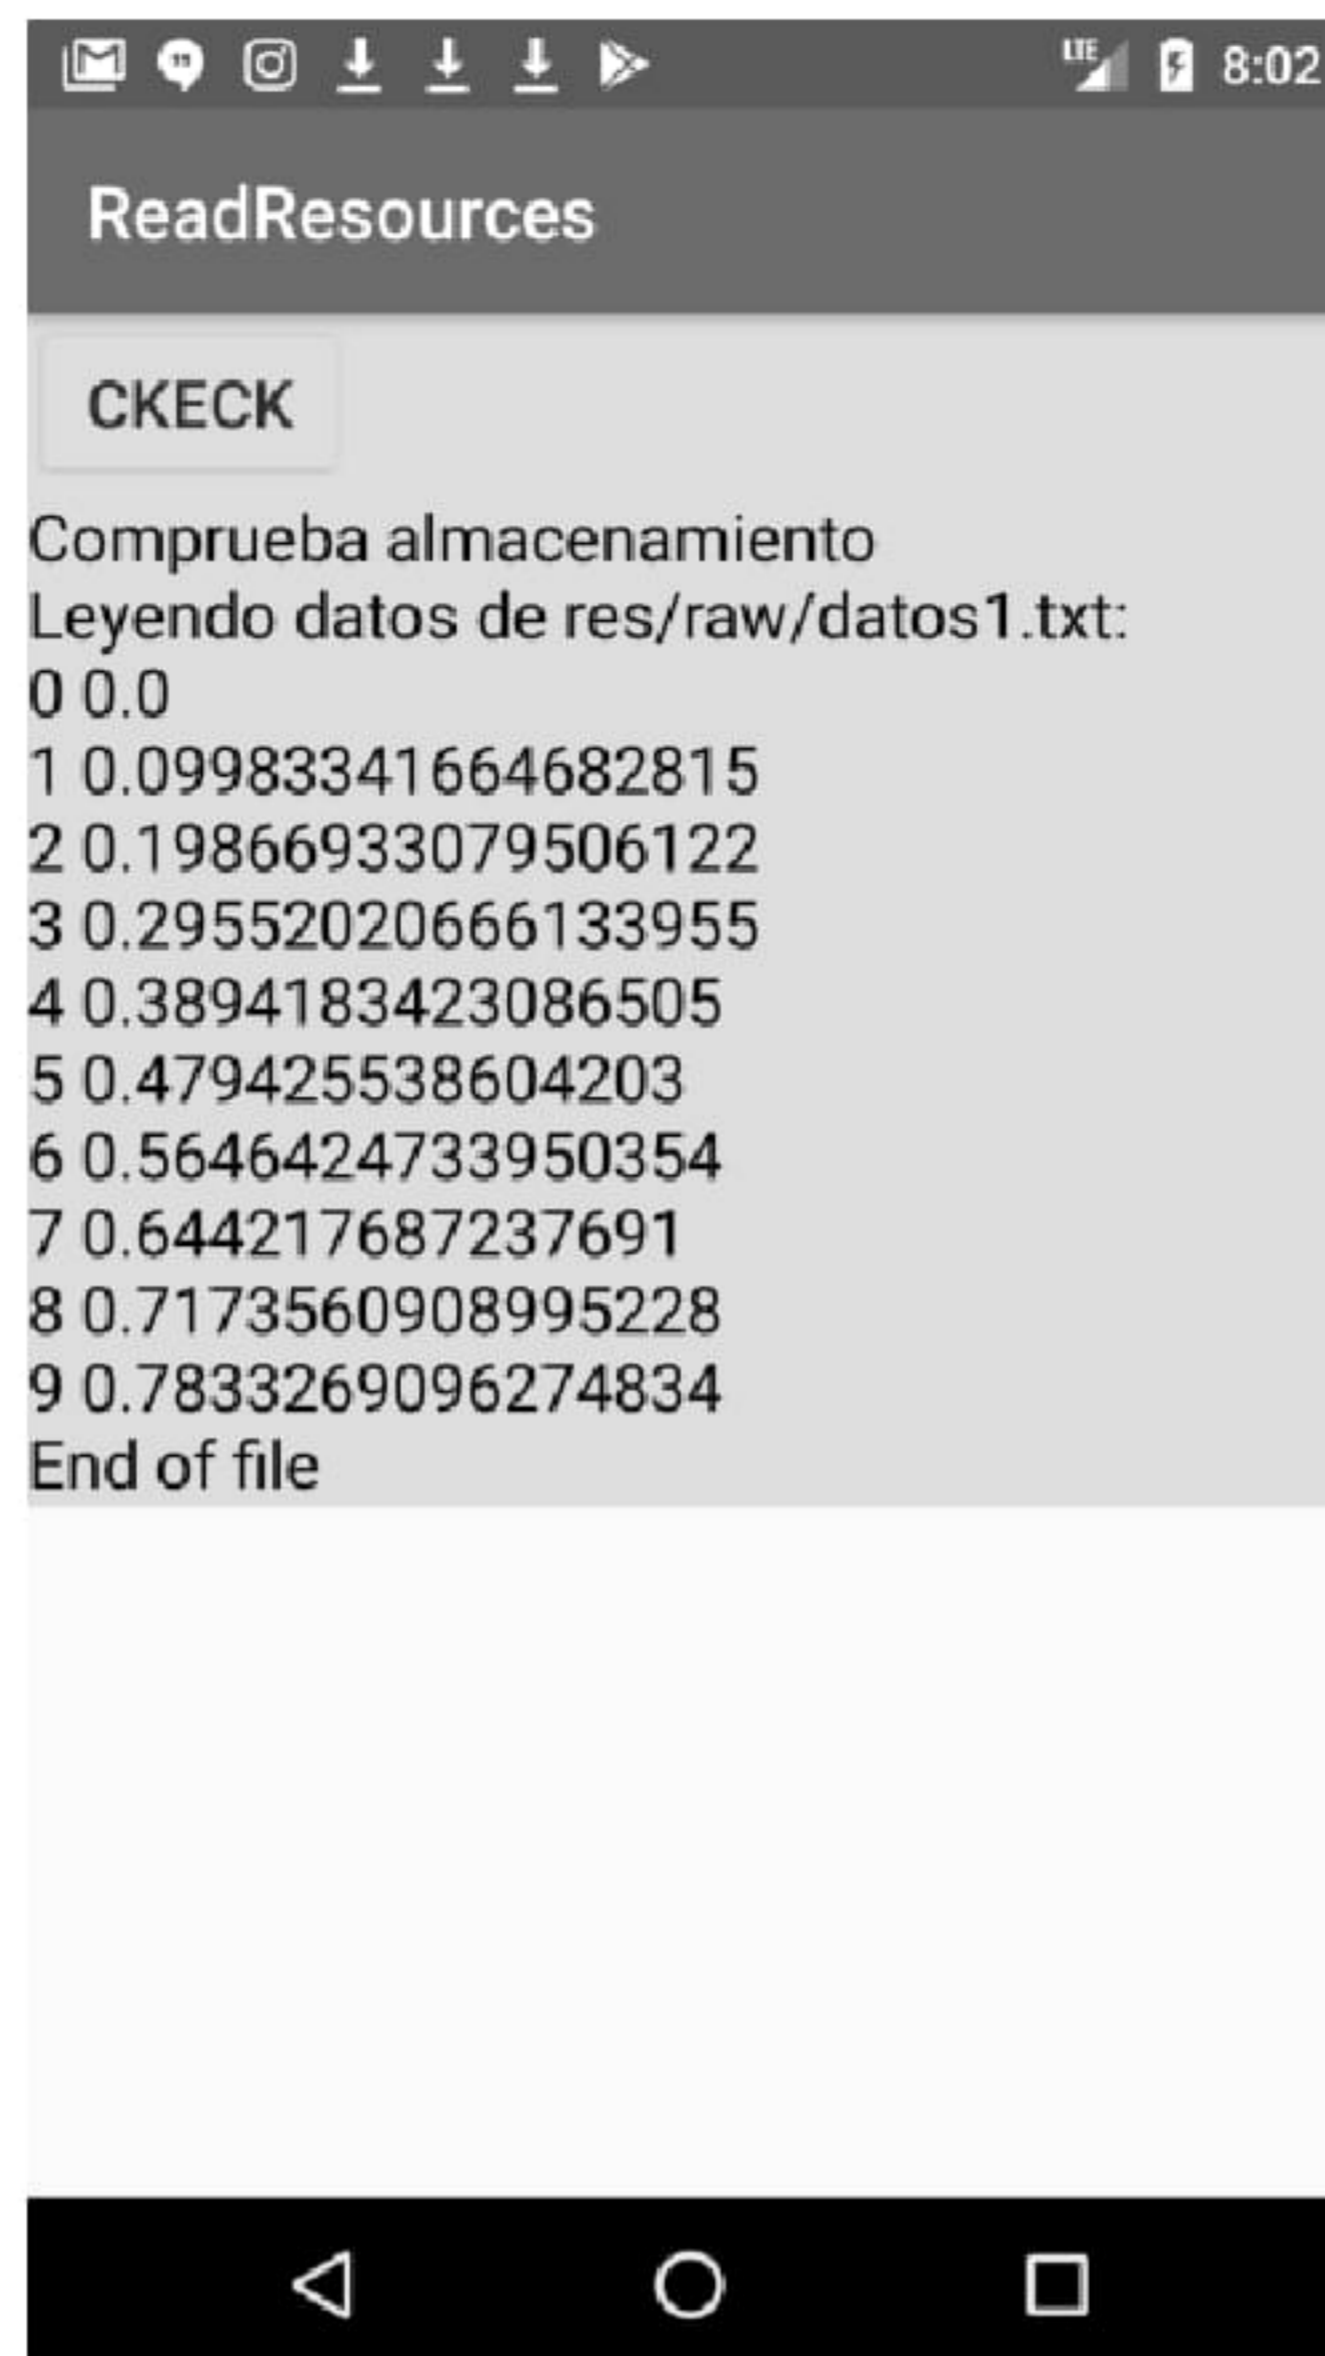 LTE 8:02
ReadResources
CKECK
Comprueba almacenamiento
Leyendo datos de res/raw/datos1.txt:
0 0.0
1 0.09983341664682815
2 0.19866933079506122
3 0.29552020666133955
4 0.3894183423086505
5 0.479425538604203
6 0.5646424733950354
7 0.644217687237691
8 0.7173560908995228
9 0.7833269096274834
End of file